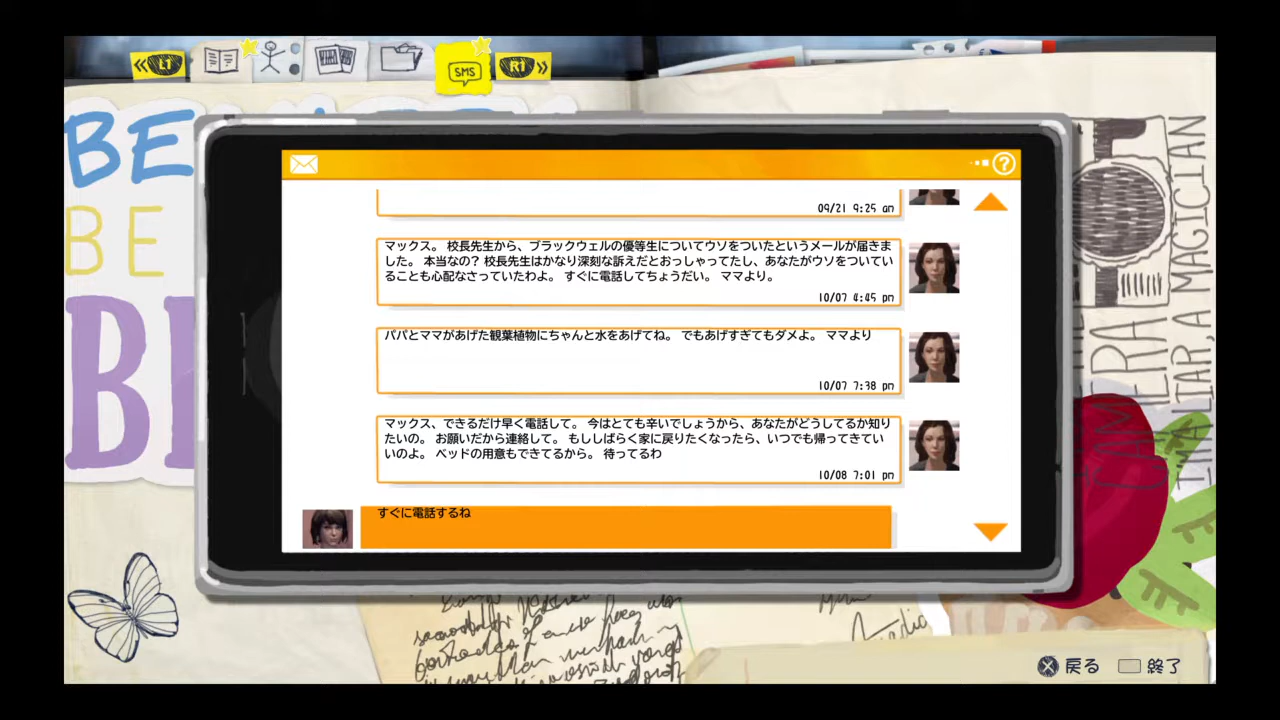 L1
SMS
R1
BE
BE
BE
?
09/21 9:25 am
マックス。 校長先生から、ブラックウェルの優等生についてウソをついたというメールが届きま
した。 本当なの? 校長先生はかなり深刻な訴えだとおっしゃってたし、あなたがウソをついてい
ることも心配なさっていたわよ。 すぐに電話してちょうだい。 ママより。
10/07 4:45 pm
パパとママがあげた観葉植物にちゃんと水をあげてね。 でもあげすぎてもダメよ。 ママより
10/07 7:38 pm
マックス、できるだけ早く電話して。 今はとても辛いでしょうから、あなたがどうしてるか知り
たいの。 お願いだから連絡して。 もししばらく家に戻りたくなったら、いつでも帰ってきてい
いのよ。 ベッドの用意もできてるから。 待ってるわ
10/08 7:01 pm
すぐに電話するね
A MAGICIAN
戻る
終了